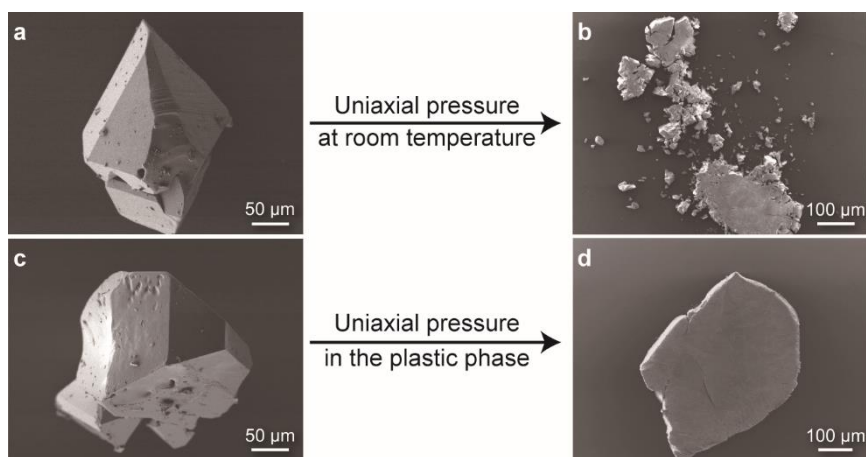 a
50 µm
Uniaxial pressure
at room temperature
b
100 µm
c
50 µm
Uniaxial pressure
in the plastic phase
d
100 µm